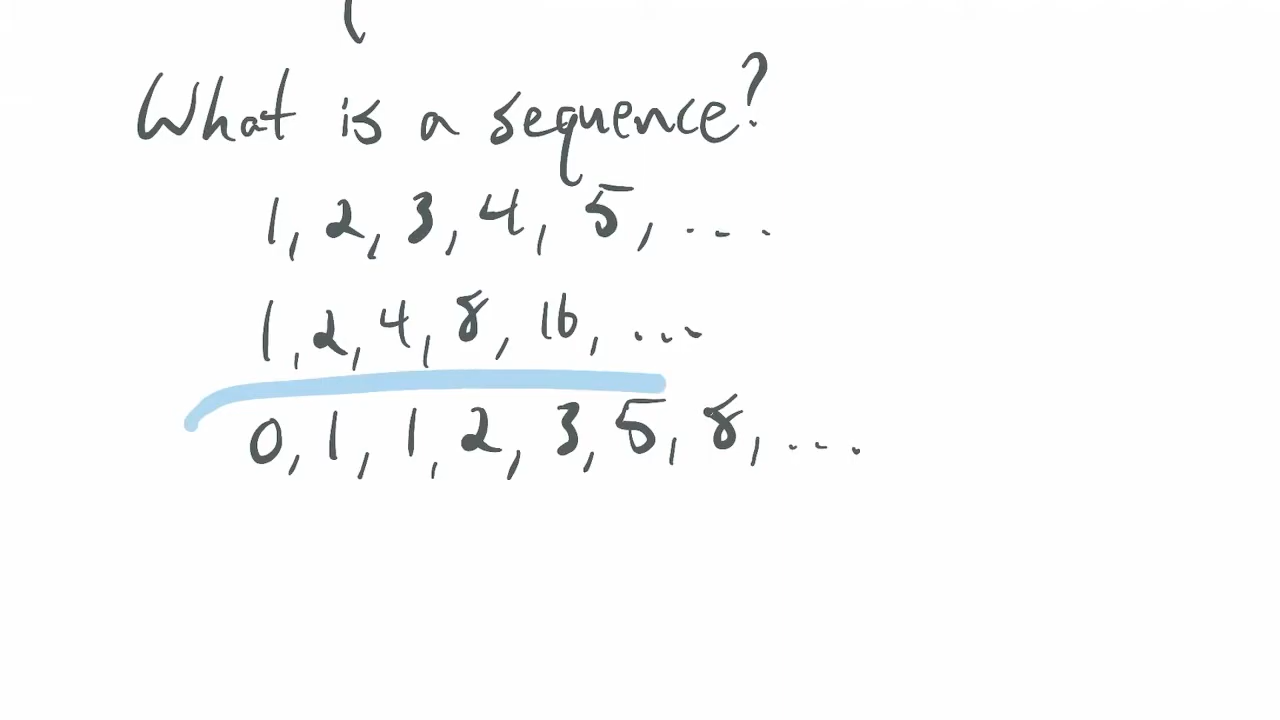 What is a sequence?
1, 2, 3, 4, 5, ...
1, 2, 4, 8, 16, ...
0, 1, 1, 2, 3, 5, 8, ...